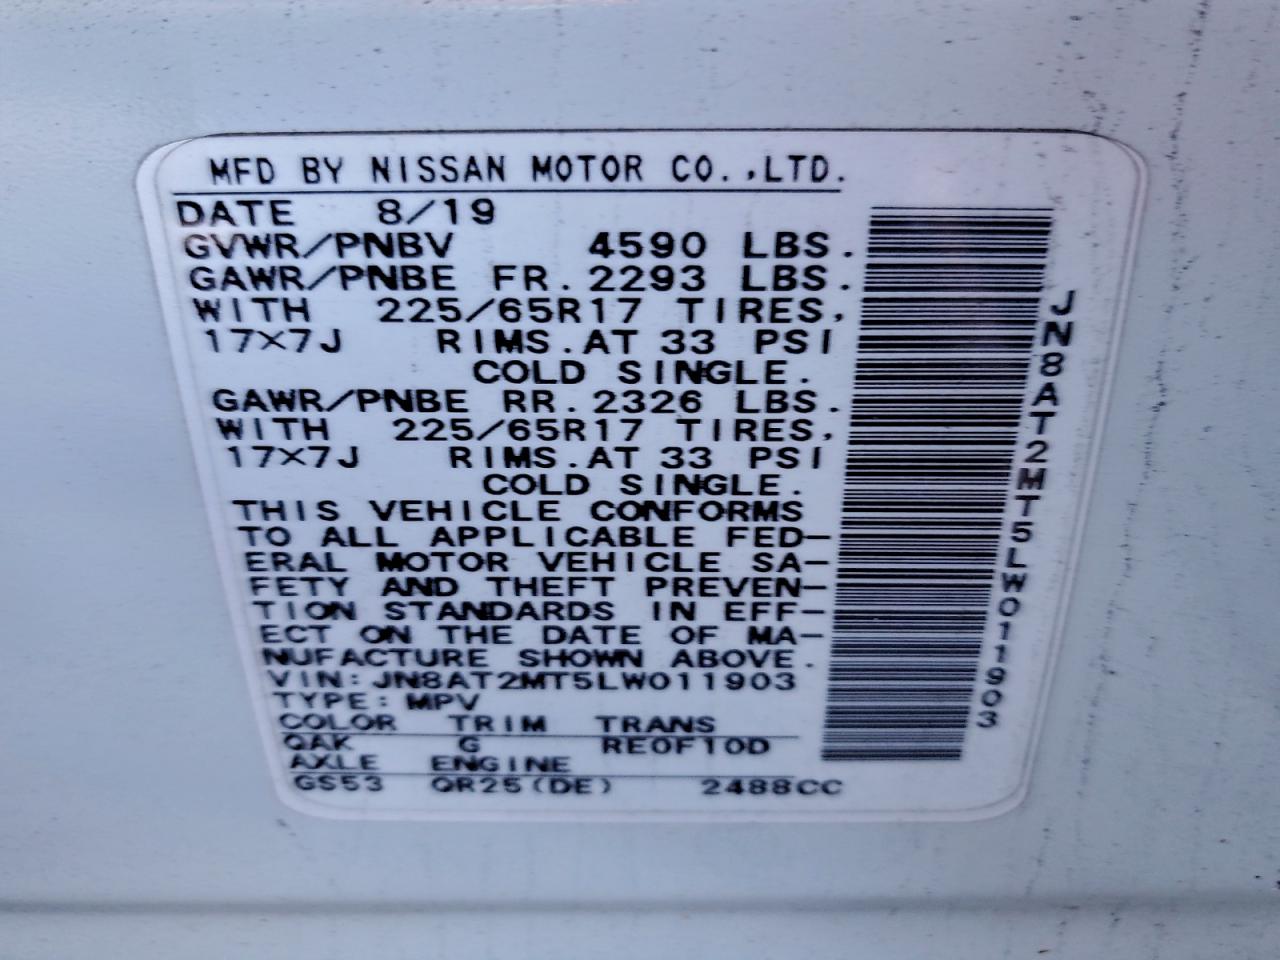 MFD BY NISSAN MOTOR CO.,LTD.
DATE 8/19
GVWR/PNBV 4590 LBS.
GAWR/PNBE FR. 2293 LBS.
WITH 225/65R17 TIRES,
17×7J RIMS.AT 33 PSI
COLD SINGLE.
GAWR/PNBE RR. 2326 LBS.
WITH 225/65R17 TIRES,
17×7J RIMS.AT 33 PSI
COLD SINGLE.
THIS VEHICLE CONFORMS
TO ALL APPLICABLE FED-
ERAL MOTOR VEHICLE SA-
FETY AND THEFT PREVEN-
TION STANDARDS IN EFF-
ECT ON THE DATE OF MA-
NUFACTURE SHOWN ABOVE.
VIN: JN8AT2MT5LW011903
TYPE: MPV
COLOR TRIM TRANS
QAK G RE0F10D
AXLE ENGINE
GS53 QR25(DE) 2488CC
JN8AT2MT5LW011903